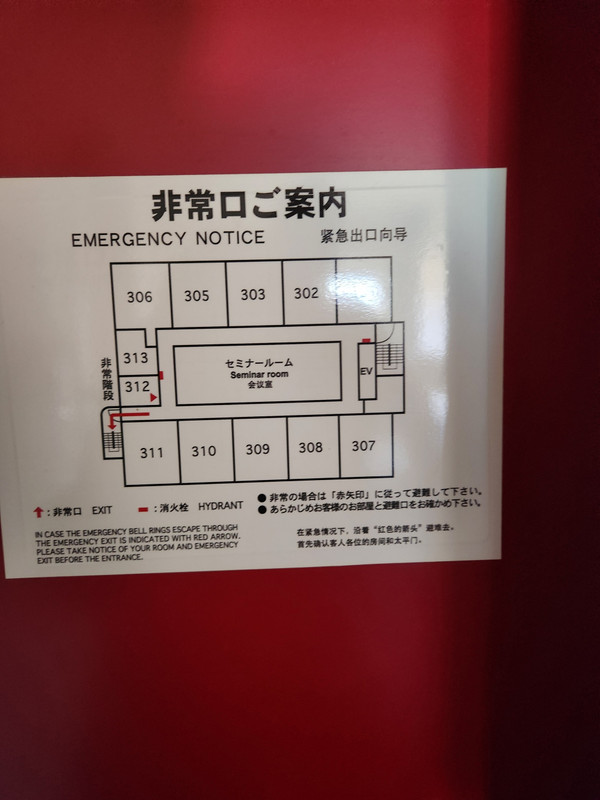 非常口ご案内
EMERGENCY NOTICE 紧急出口向导
306 305 303 302
313
312
非常階段
セミナールーム
Seminar room
会议室
EV
311 310 309 308 307
:非常口 EXIT :消火栓 HYDRANT
●非常の場合は「赤矢印」に従って避難して下さい。
●あらかじめお客様のお部屋と避難口をお確かめ下さい。
IN CASE THE EMERGENCY BELL RINGS ESCAPE THROUGH
THE EMERGENCY EXIT IS INDICATED WITH RED ARROW.
PLEASE TAKE NOTICE OF YOUR ROOM AND EMERGENCY
EXIT BEFORE THE ENTRANCE.
在紧急情况下，沿着“红色的箭头”避难去。
首先确认客人各位的房间和太平门。